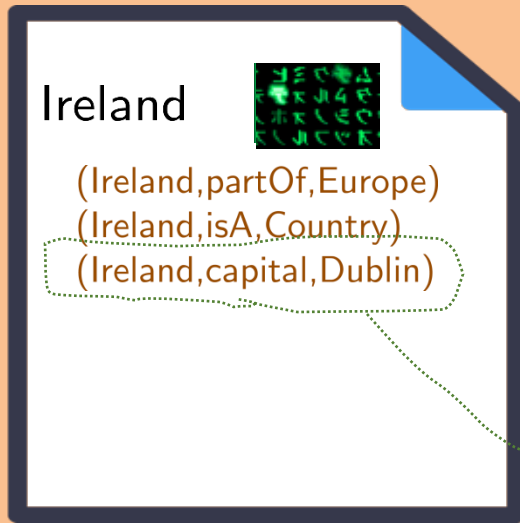 Ireland
(Ireland,partOf,Europe)
(Ireland,isA,Country)
(Ireland,capital,Dublin)